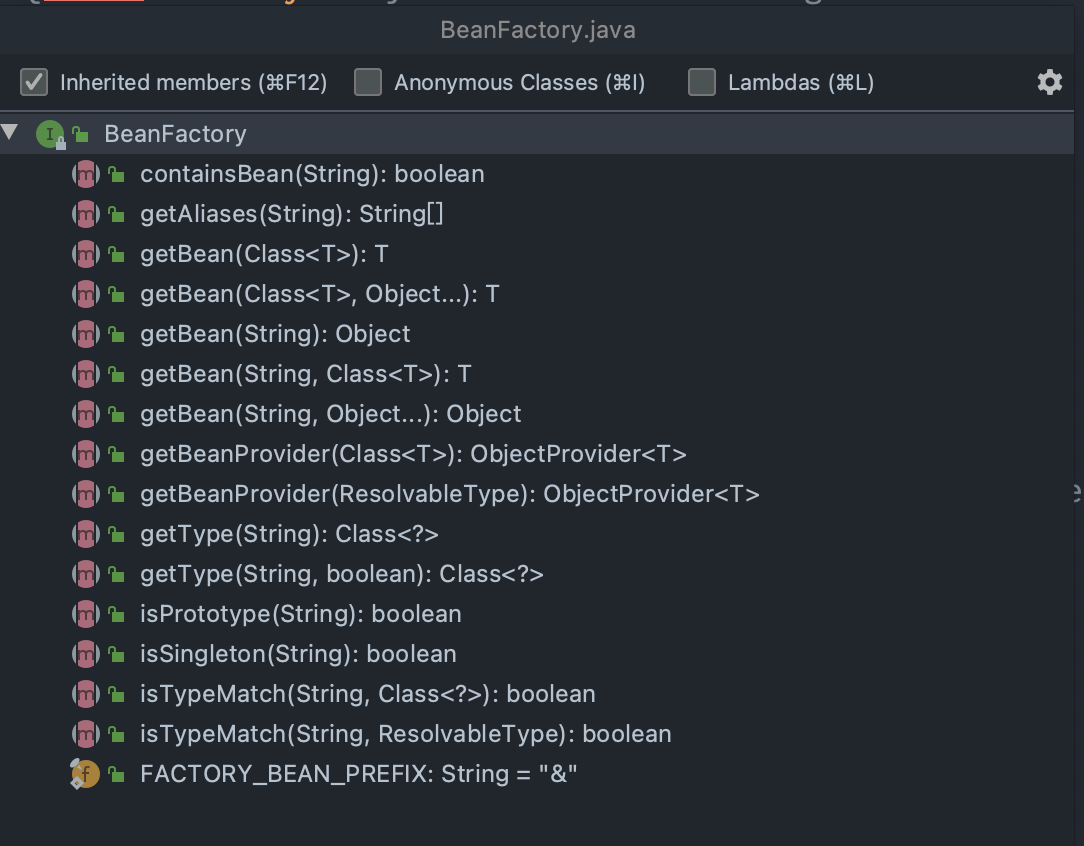 BeanFactory.java
Inherited members (⌘F12) Anonymous Classes (⌘I) Lambdas (⌘L)
I BeanFactory
m containsBean(String): boolean
m getAliases(String): String[]
m getBean(Class<T>): T
m getBean(Class<T>, Object...): T
m getBean(String): Object
m getBean(String, Class<T>): T
m getBean(String, Object...): Object
m getBeanProvider(Class<T>): ObjectProvider<T>
m getBeanProvider(ResolvableType): ObjectProvider<T>
m getType(String): Class<?>
m getType(String, boolean): Class<?>
m isPrototype(String): boolean
m isSingleton(String): boolean
m isTypeMatch(String, Class<?>): boolean
m isTypeMatch(String, ResolvableType): boolean
f FACTORY_BEAN_PREFIX: String = "&"